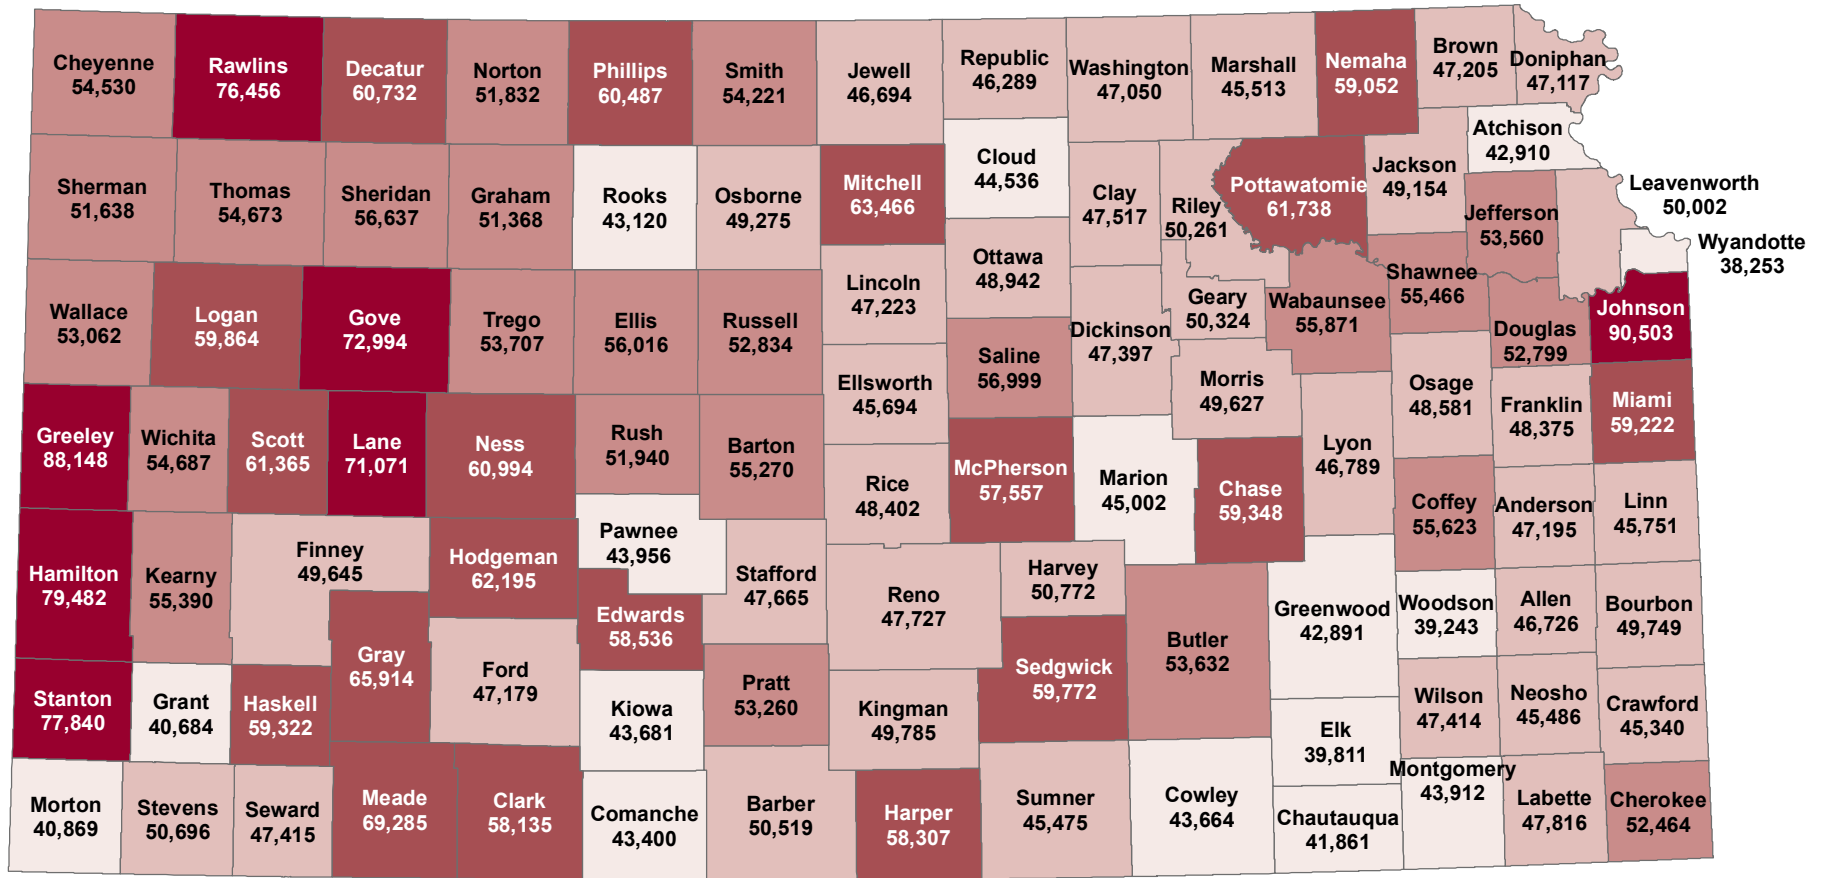 Cheyenne
54,530
Rawlins
76,456
Decatur
60,732
Norton
51,832
Phillips
60,487
Smith
54,221
Jewell
46,694
Republic
46,289
Washington
47,050
Marshall
45,513
Nemaha
59,052
Brown
47,205
Doniphan
47,117
Sherman
51,638
Thomas
54,673
Sheridan
56,637
Graham
51,368
Rooks
43,120
Osborne
49,275
Mitchell
63,466
Cloud
44,536
Clay
47,517
Riley
50,261
Pottawatomie
61,738
Jackson
49,154
Atchison
42,910
Jefferson
53,560
Leavenworth
50,002
Wyandotte
38,253
Wallace
53,062
Logan
59,864
Gove
72,994
Trego
53,707
Ellis
56,016
Russell
52,834
Lincoln
47,223
Ottawa
48,942
Saline
56,999
Dickinson
47,397
Geary
50,324
Wabaunsee
55,871
Shawnee
55,466
Douglas
52,799
Johnson
90,503
Greeley
88,148
Wichita
54,687
Scott
61,365
Lane
71,071
Ness
60,994
Rush
51,940
Barton
55,270
Ellsworth
45,694
Rice
48,402
McPherson
57,557
Marion
45,002
Morris
49,627
Chase
59,348
Lyon
46,789
Osage
48,581
Franklin
48,375
Miami
59,222
Coffey
55,623
Anderson
47,195
Linn
45,751
Hamilton
79,482
Kearny
55,390
Finney
49,645
Hodgeman
62,195
Pawnee
43,956
Edwards
58,536
Stafford
47,665
Reno
47,727
Harvey
50,772
Sedgwick
59,772
Butler
53,632
Greenwood
42,891
Woodson
39,243
Allen
46,726
Bourbon
49,749
Stanton
77,840
Grant
40,684
Haskell
59,322
Gray
65,914
Ford
47,179
Kiowa
43,681
Pratt
53,260
Kingman
49,785
Elk
39,811
Wilson
47,414
Neosho
45,486
Crawford
45,340
Morton
40,869
Stevens
50,696
Seward
47,415
Meade
69,285
Clark
58,135
Comanche
43,400
Barber
50,519
Harper
58,307
Sumner
45,475
Cowley
43,664
Chautauqua
41,861
Montgomery
43,912
Labette
47,816
Cherokee
52,464